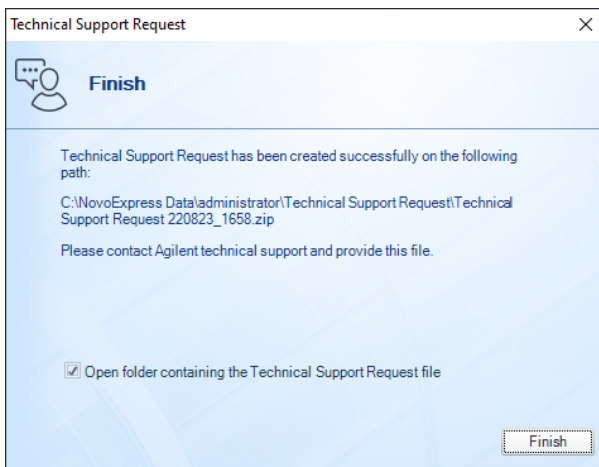 Technical Support Request
Finish
Technical Support Request has been created successfully on the following
path:
C:\NovoExpress Data\administrator\Technical Support Request\Technical
Support Request 220823_1658.zip
Please contact Agilent technical support and provide this file.
Open folder containing the Technical Support Request file
Finish